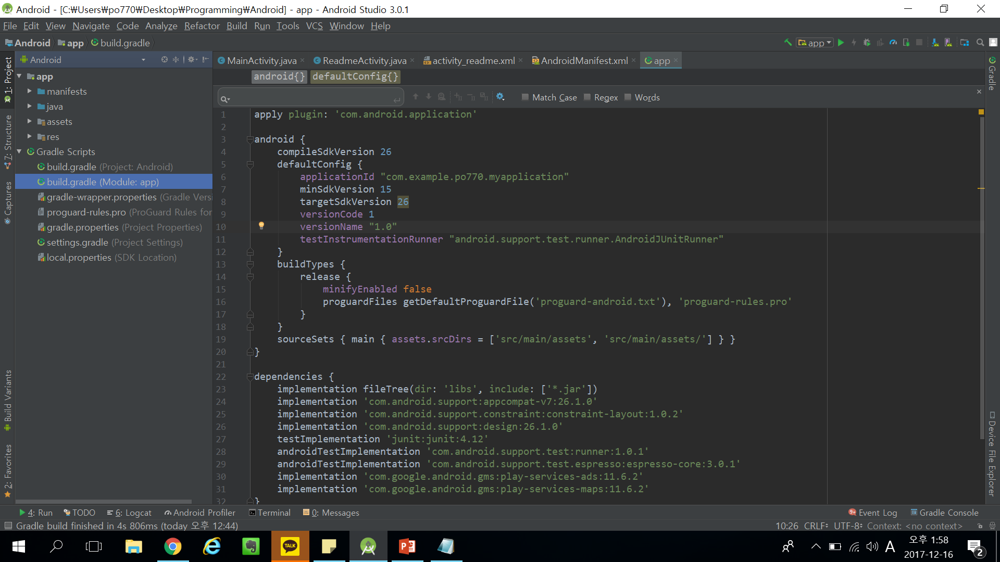 Android - [C:₩Users₩po770₩Desktop₩Programming₩Android] - app - Android Studio 3.0.1
File Edit View Navigate Code Analyze Refactor Build Run Tools VCS Window Help
Android app build.gradle
app
Android
MainActivity.java ReadmeActivity.java activity_readme.xml AndroidManifest.xml app
android{} defaultConfig{}
Match Case Regex Words
1: Project
7: Structure
Captures
Build Variants
2: Favorites
app
manifests
java
assets
res
Gradle Scripts
build.gradle (Project: Android)
build.gradle (Module: app)
gradle-wrapper.properties (Gradle Versi
proguard-rules.pro (ProGuard Rules for
gradle.properties (Project Properties)
settings.gradle (Project Settings)
local.properties (SDK Location)
1 apply plugin: 'com.android.application'
2
3 android {
4 compileSdkVersion 26
5 defaultConfig {
6 applicationId "com.example.po770.myapplication"
7 minSdkVersion 15
8 targetSdkVersion 26
9 versionCode 1
10 versionName "1.0"
11 testInstrumentationRunner "android.support.test.runner.AndroidJUnitRunner"
12 }
13 buildTypes {
14 release {
15 minifyEnabled false
16 proguardFiles getDefaultProguardFile('proguard-android.txt'), 'proguard-rules.pro'
17 }
18 }
19 sourceSets { main { assets.srcDirs = ['src/main/assets', 'src/main/assets/'] } }
20 }
21
22 dependencies {
23 implementation fileTree(dir: 'libs', include: ['*.jar'])
24 implementation 'com.android.support:appcompat-v7:26.1.0'
25 implementation 'com.android.support.constraint:constraint-layout:1.0.2'
26 implementation 'com.android.support:design:26.1.0'
27 testImplementation 'junit:junit:4.12'
28 androidTestImplementation 'com.android.support.test:runner:1.0.1'
29 androidTestImplementation 'com.android.support.test.espresso:espresso-core:3.0.1'
30 implementation 'com.google.android.gms:play-services-ads:11.6.2'
31 implementation 'com.google.android.gms:play-services-maps:11.6.2'
32 }
Gradle
Device File Explorer
4: Run TODO 6: Logcat Android Profiler Terminal 0: Messages Event Log Gradle Console
Gradle build finished in 4s 806ms (today 오후 12:44) 10:26 CRLF UTF-8 Context: <no context>
TALK
A
오후 1:58
2017-12-16
2